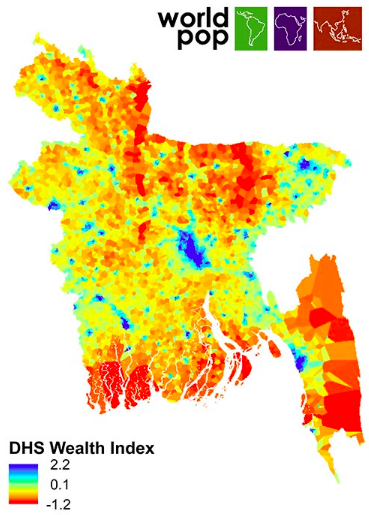 world
pop
DHS Wealth Index
2.2
0.1
-1.2